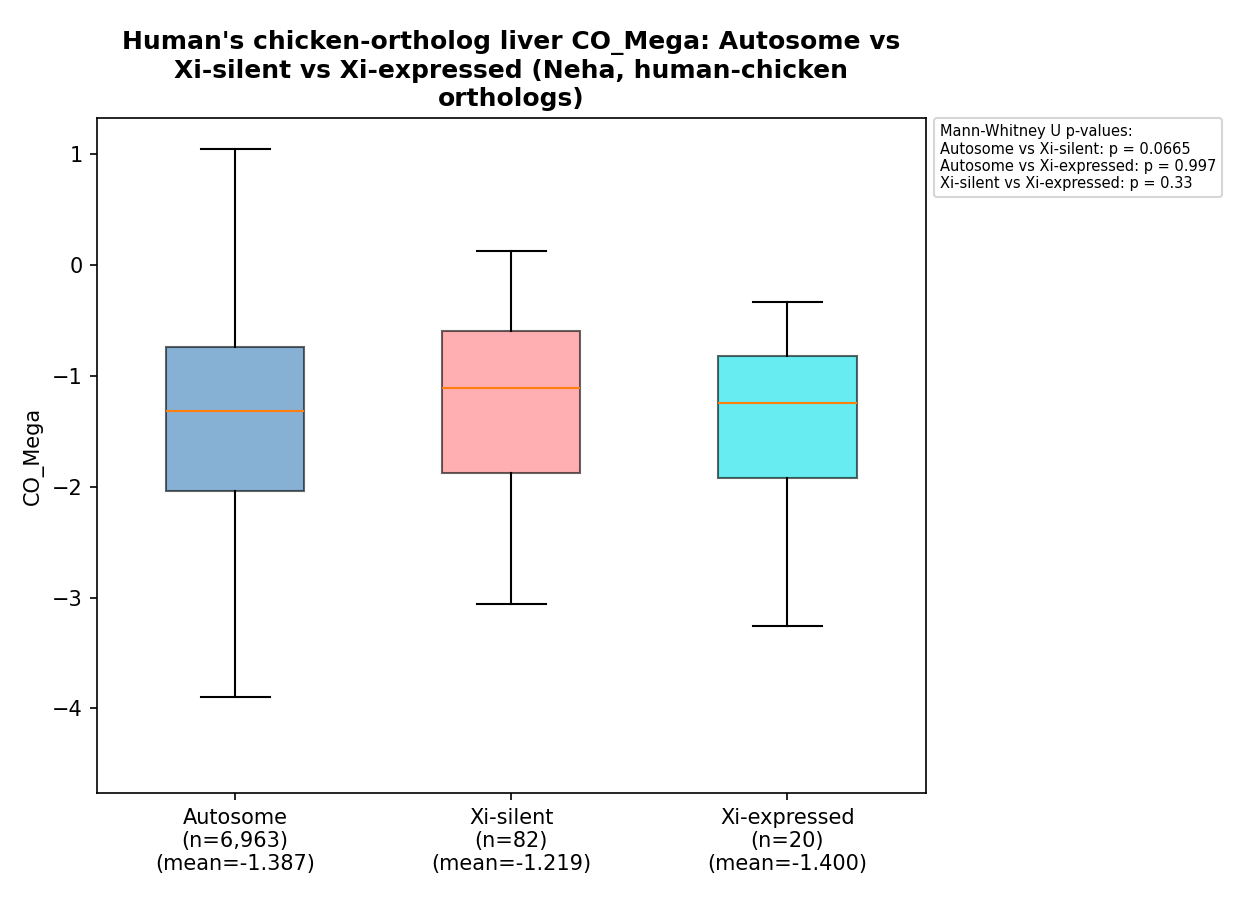 Human's chicken-ortholog liver CO_Mega: Autosome vs
Xi-silent vs Xi-expressed (Neha, human-chicken
orthologs)
Mann-Whitney U p-values:
Autosome vs Xi-silent: p = 0.0665
Autosome vs Xi-expressed: p = 0.997
Xi-silent vs Xi-expressed: p = 0.33
CO_Mega
1
0
−1
−2
−3
−4
Autosome
(n=6,963)
(mean=-1.387)
Xi-silent
(n=82)
(mean=-1.219)
Xi-expressed
(n=20)
(mean=-1.400)